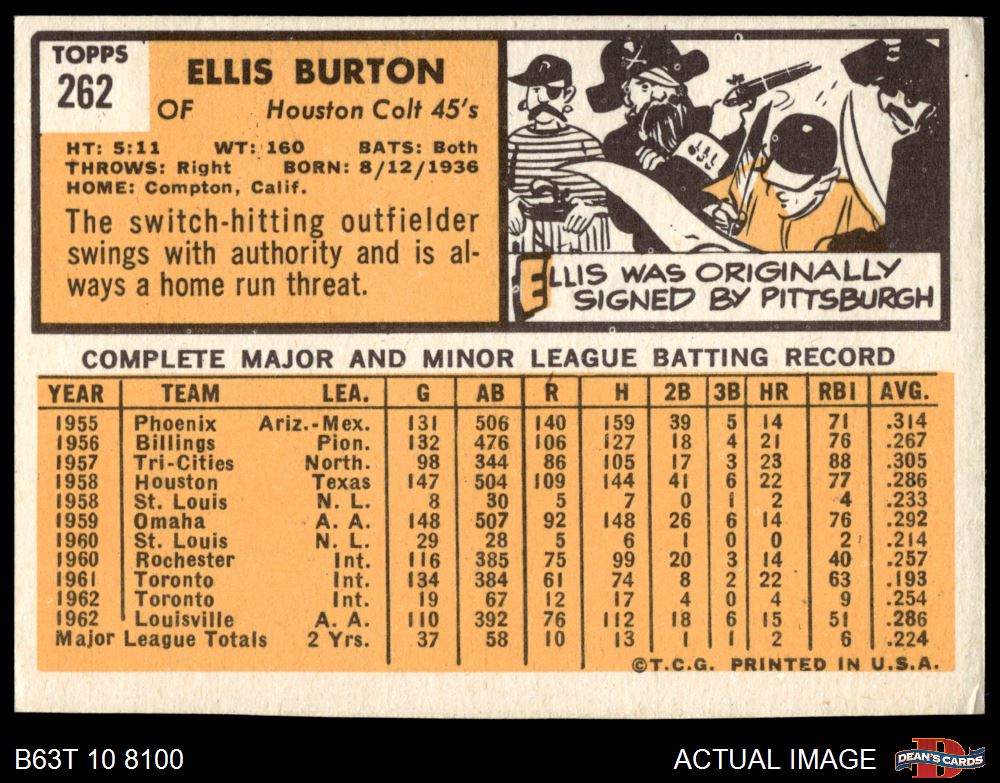 TOPPS
262
ELLIS BURTON
OF Houston Colt 45's
HT: 5:11 WT: 160 BATS: Both
THROWS: Right BORN: 8/12/1936
HOME: Compton, Calif.
The switch-hitting outfielder
swings with authority and is al-
ways a home run threat.
ELLIS WAS ORIGINALLY
SIGNED BY PITTSBURGH
COMPLETE MAJOR AND MINOR LEAGUE BATTING RECORD
YEAR TEAM LEA. G AB R H 2B 3B HR RBI AVG.
1955 Phoenix Ariz.-Mex. 131 506 140 159 39 5 14 71 .314
1956 Billings Pion. 132 476 106 127 18 4 21 76 .267
1957 Tri-Cities North. 98 344 86 105 17 3 23 88 .305
1958 Houston Texas 147 504 109 144 41 6 22 77 .286
1958 St. Louis N. L. 8 30 5 7 0 1 2 4 .233
1959 Omaha A. A. 148 507 92 148 26 6 14 76 .292
1960 St. Louis N. L. 29 28 5 6 1 0 0 2 .214
1960 Rochester Int. 116 385 75 99 20 3 14 40 .257
1961 Toronto Int. 134 384 61 74 8 2 22 63 .193
1962 Toronto Int. 19 67 12 17 4 0 4 9 .254
1962 Louisville A. A. 110 392 76 112 18 6 15 51 .286
Major League Totals 2 Yrs. 37 58 10 13 1 1 2 6 .224
©T.C.G. PRINTED IN U.S.A.
B63T 10 8100
ACTUAL IMAGE
DEAN'S CARDS